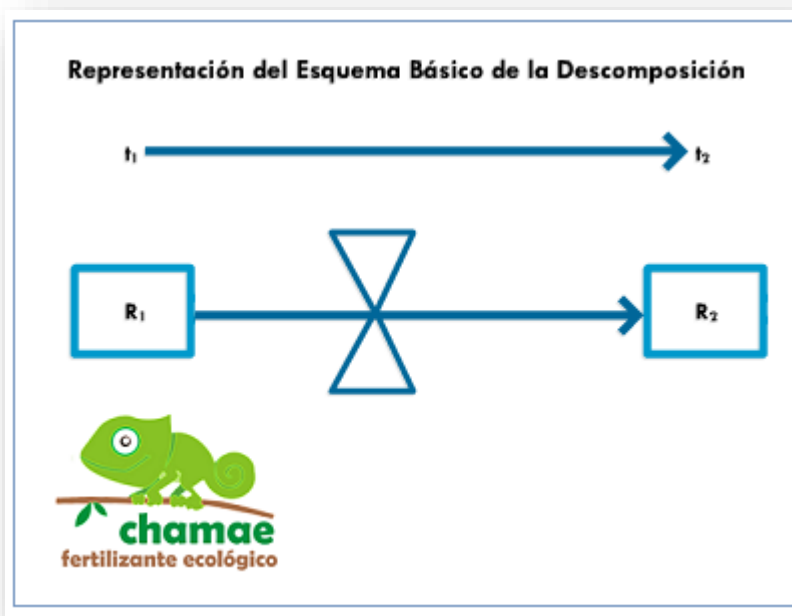 Representación del Esquema Básico de la Descomposición
t₁ t₂
R₁ R₂
chamae
fertilizante ecológico